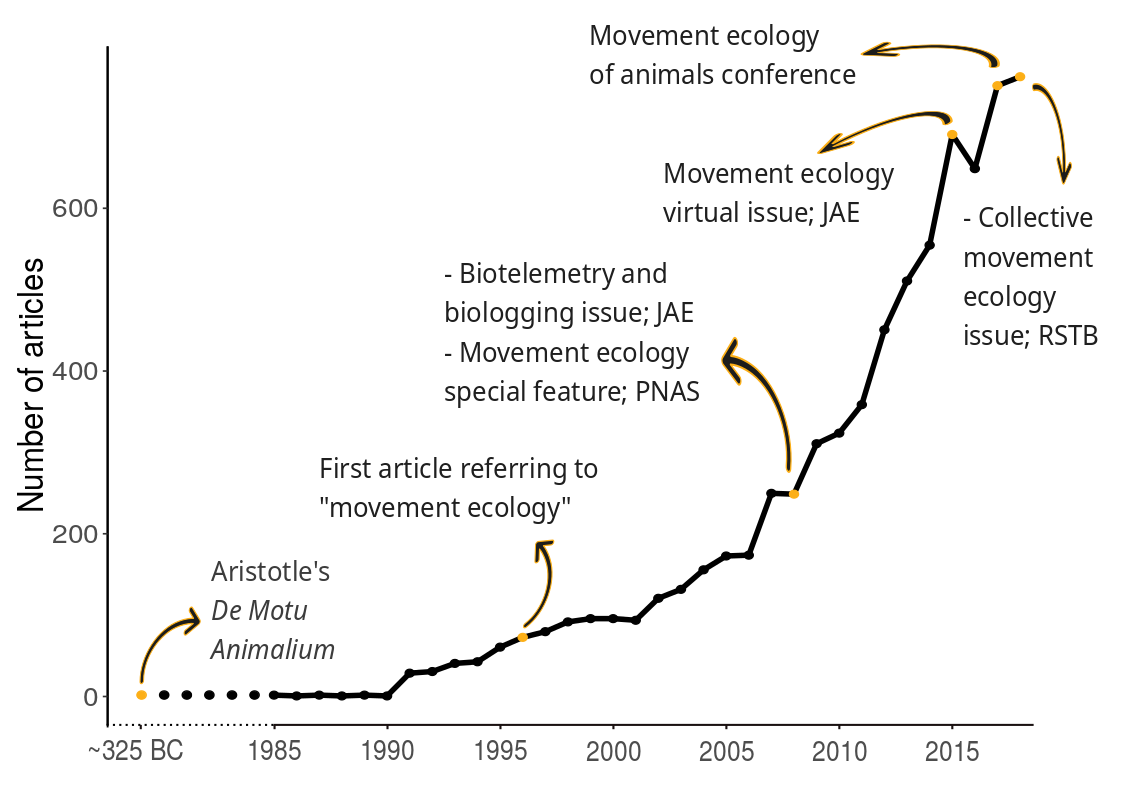 Movement ecology
of animals conference
Movement ecology
virtual issue; JAE
- Collective
movement
ecology
issue; RSTB
- Biotelemetry and
biologging issue; JAE
- Movement ecology
special feature; PNAS
First article referring to
"movement ecology"
Aristotle's
De Motu
Animalium
Number of articles
600
400
200
0
~325 BC 1985 1990 1995 2000 2005 2010 2015